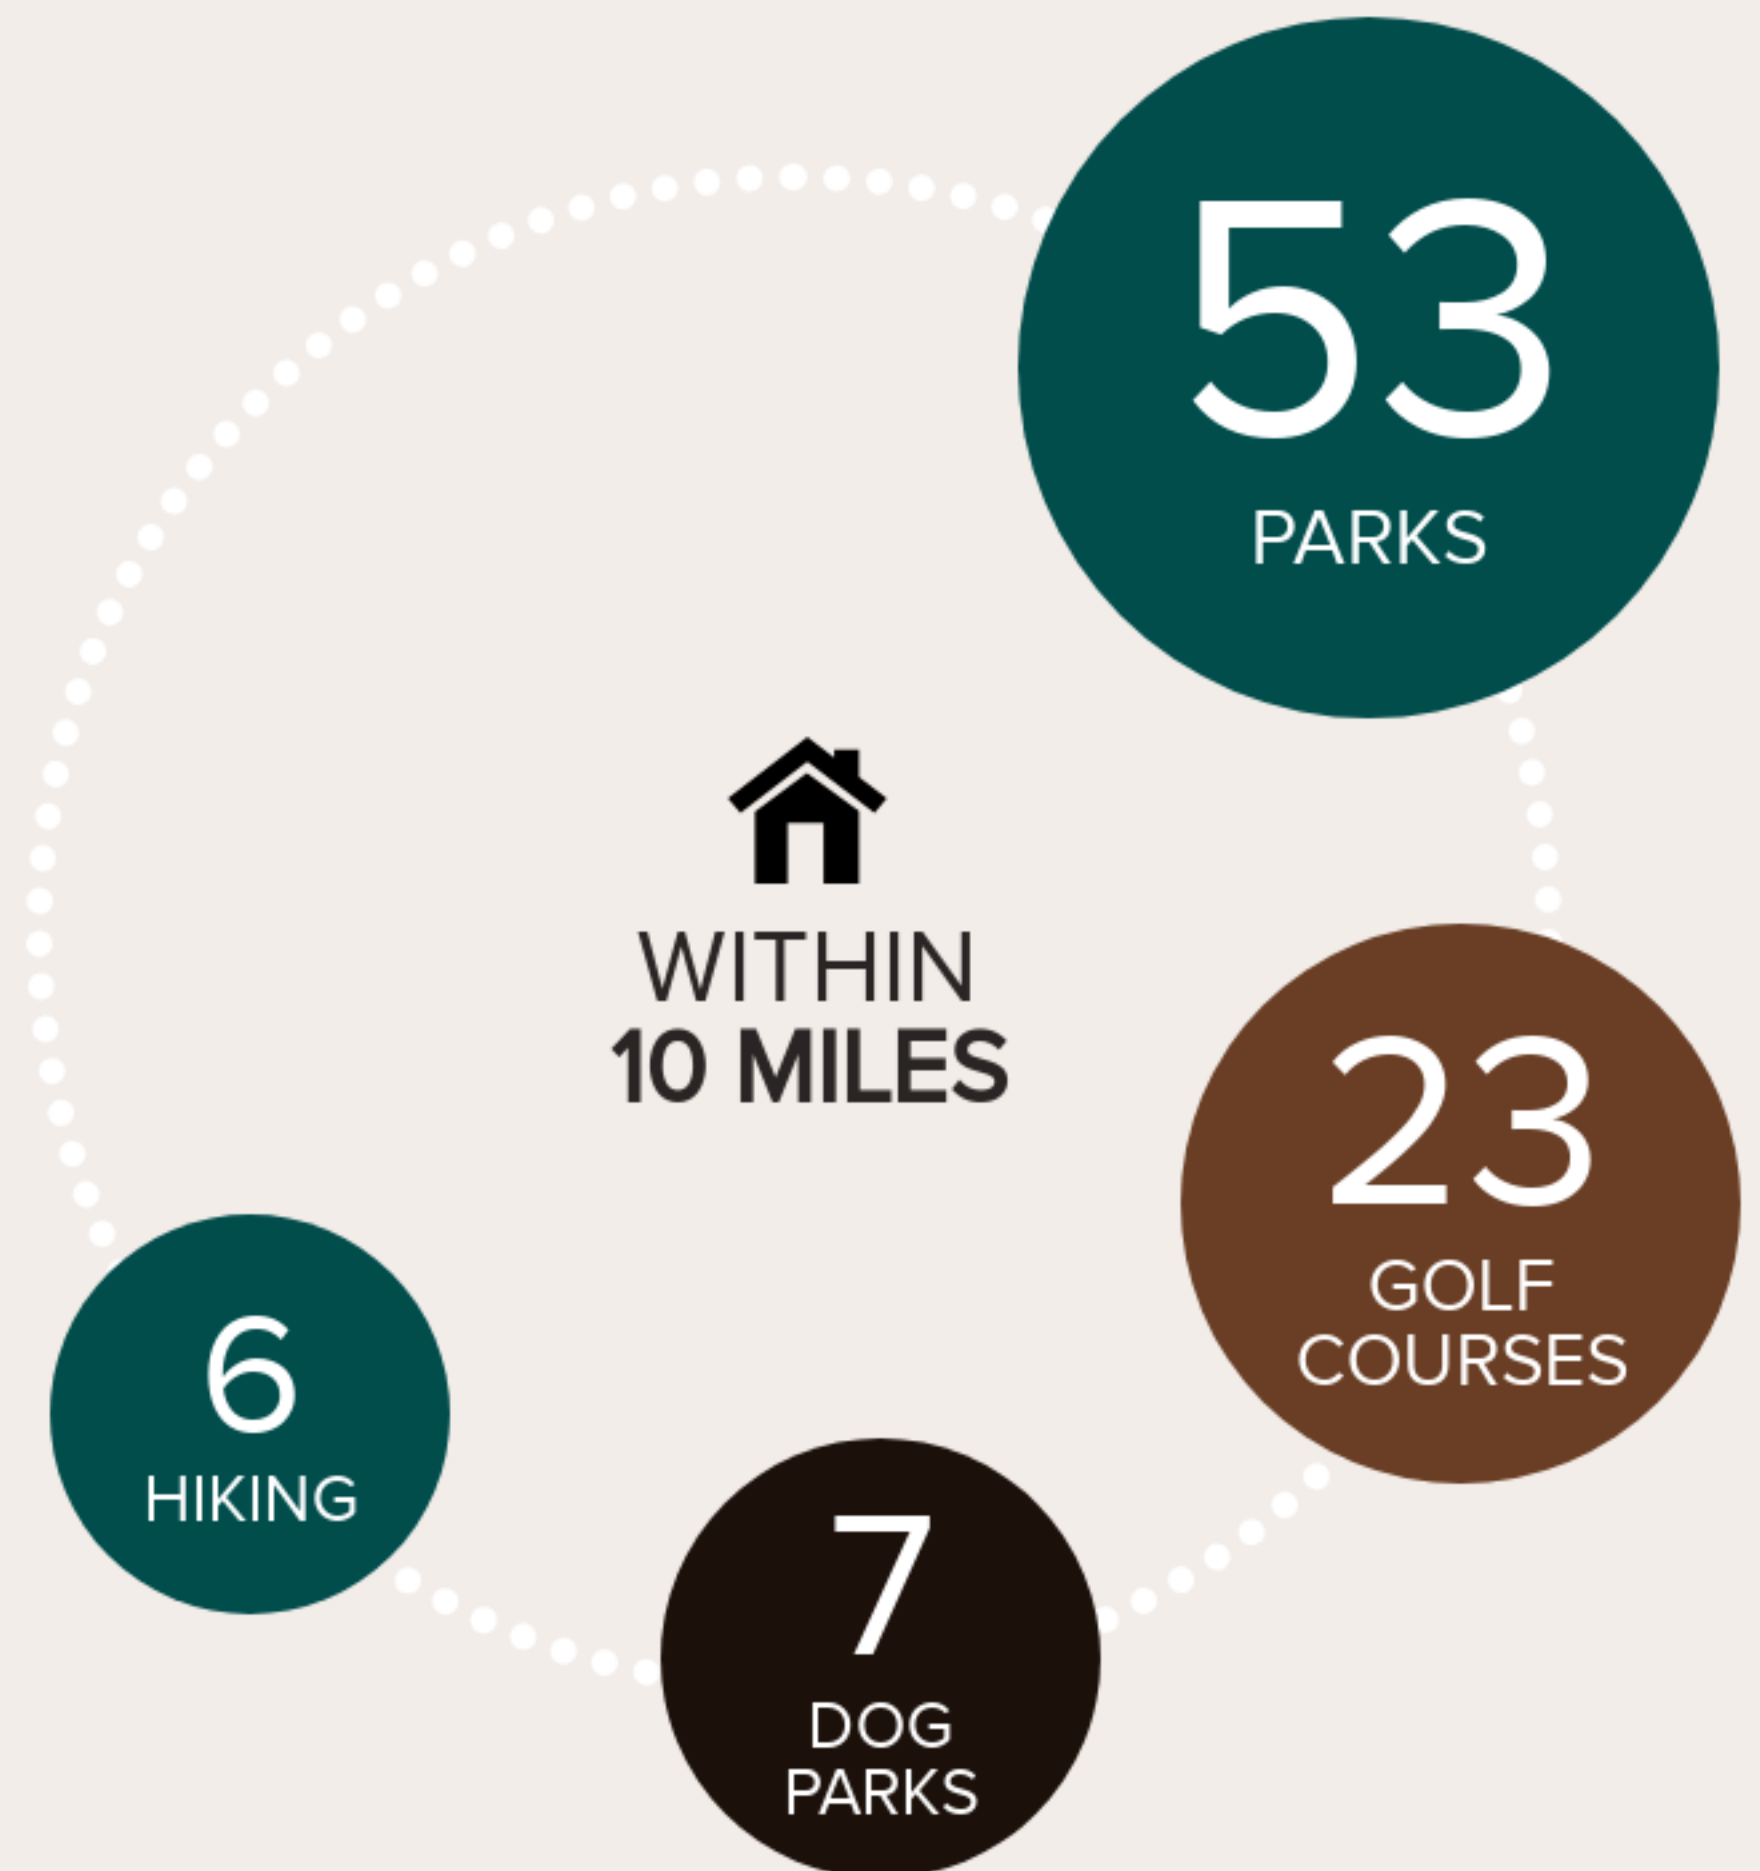 53
PARKS
WITHIN
10 MILES
23
GOLF
COURSES
6
HIKING
7
DOG
PARKS